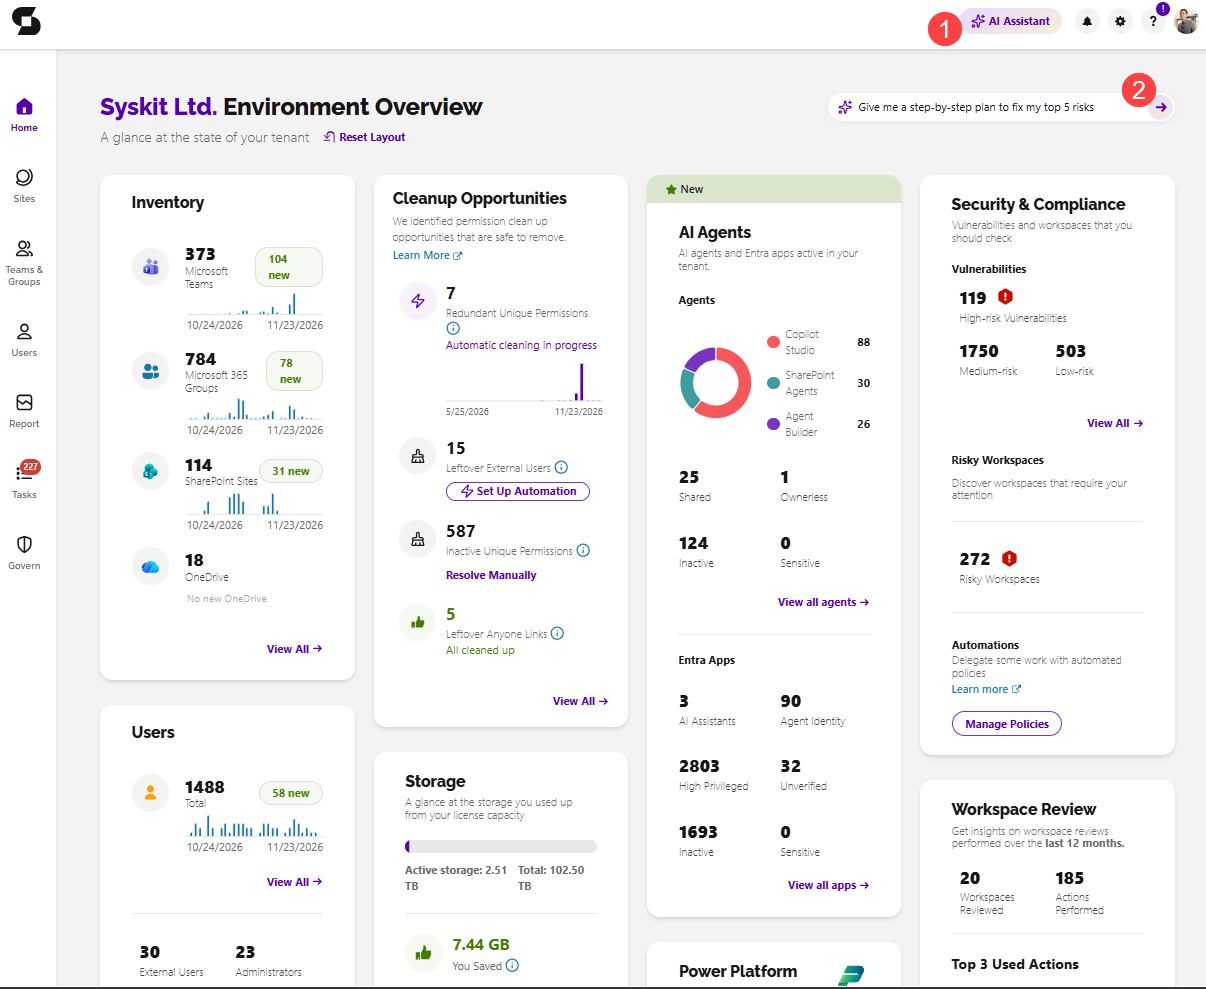 1
AI Assistant
?
!
Syskit Ltd. Environment Overview
A glance at the state of your tenant
Reset Layout
Give me a step-by-step plan to fix my top 5 risks
2
Home
Sites
Teams &
Groups
Users
Report
227
Tasks
Govern
Inventory
373
Microsoft
Teams
104
new
10/24/2026
11/23/2026
784
Microsoft 365
Groups
78
new
10/24/2026
11/23/2026
114
SharePoint Sites
31 new
10/24/2026
11/23/2026
18
OneDrive
No new OneDrive
View All
Users
1488
Total
58 new
10/24/2026
11/23/2026
View All
30
External Users
23
Administrators
Cleanup Opportunities
We identified permission clean up
opportunities that are safe to remove.
Learn More
7
Redundant Unique Permissions
Automatic cleaning in progress
5/25/2026
11/23/2026
15
Leftover External Users
Set Up Automation
587
Inactive Unique Permissions
Resolve Manually
5
Leftover Anyone Links
All cleaned up
View All
Storage
A glance at the storage you used up
from your license capacity
Active storage: 2.51
TB
Total: 102.50
TB
7.44 GB
You Saved
New
AI Agents
AI agents and Entra apps active in your
tenant.
Agents
Copilot
Studio
88
SharePoint
Agents
30
Agent
Builder
26
25
Shared
1
Ownerless
124
Inactive
0
Sensitive
View all agents
Entra Apps
3
AI Assistants
90
Agent Identity
2803
High Privileged
32
Unverified
1693
Inactive
0
Sensitive
View all apps
Power Platform
Security & Compliance
Vulnerabilities and workspaces that you
should check
Vulnerabilities
119
High-risk Vulnerabilities
1750
Medium-risk
503
Low-risk
View All
Risky Workspaces
Discover workspaces that require your
attention
272
Risky Workspaces
Automations
Delegate some work with automated
policies
Learn more
Manage Policies
Workspace Review
Get insights on workspace reviews
performed over the last 12 months.
20
Workspaces
Reviewed
185
Actions
Performed
Top 3 Used Actions